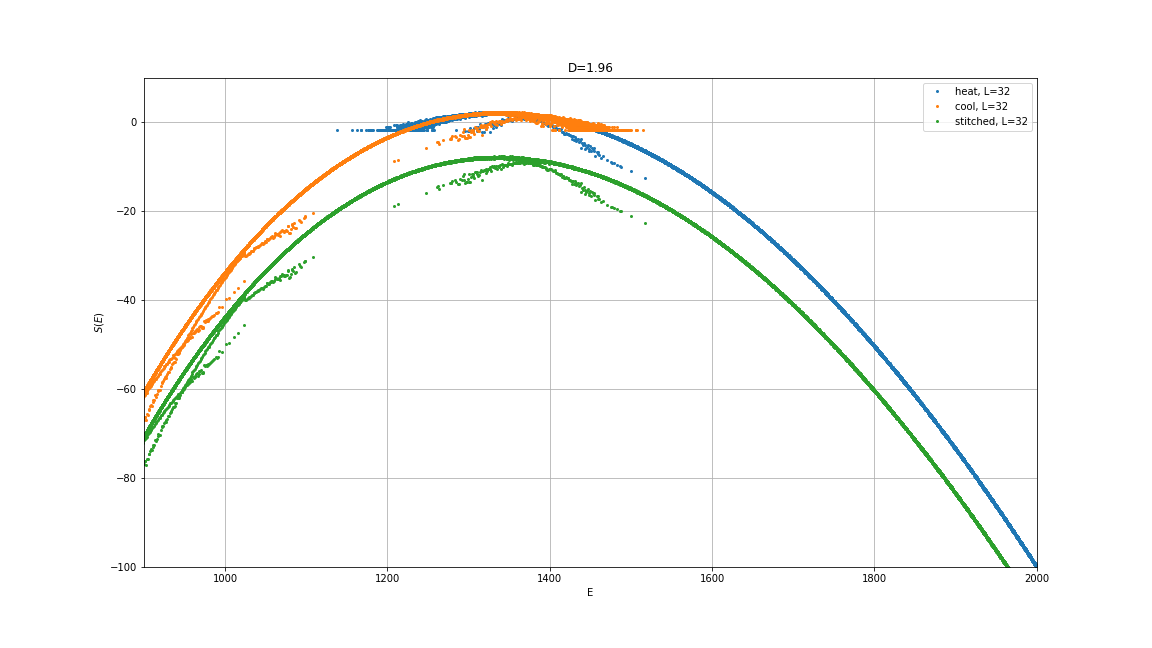 D=1.96
heat, L=32
cool, L=32
stitched, L=32
0
−20
−40
−60
−80
−100
S(E)
1000
1200
1400
1600
1800
2000
E